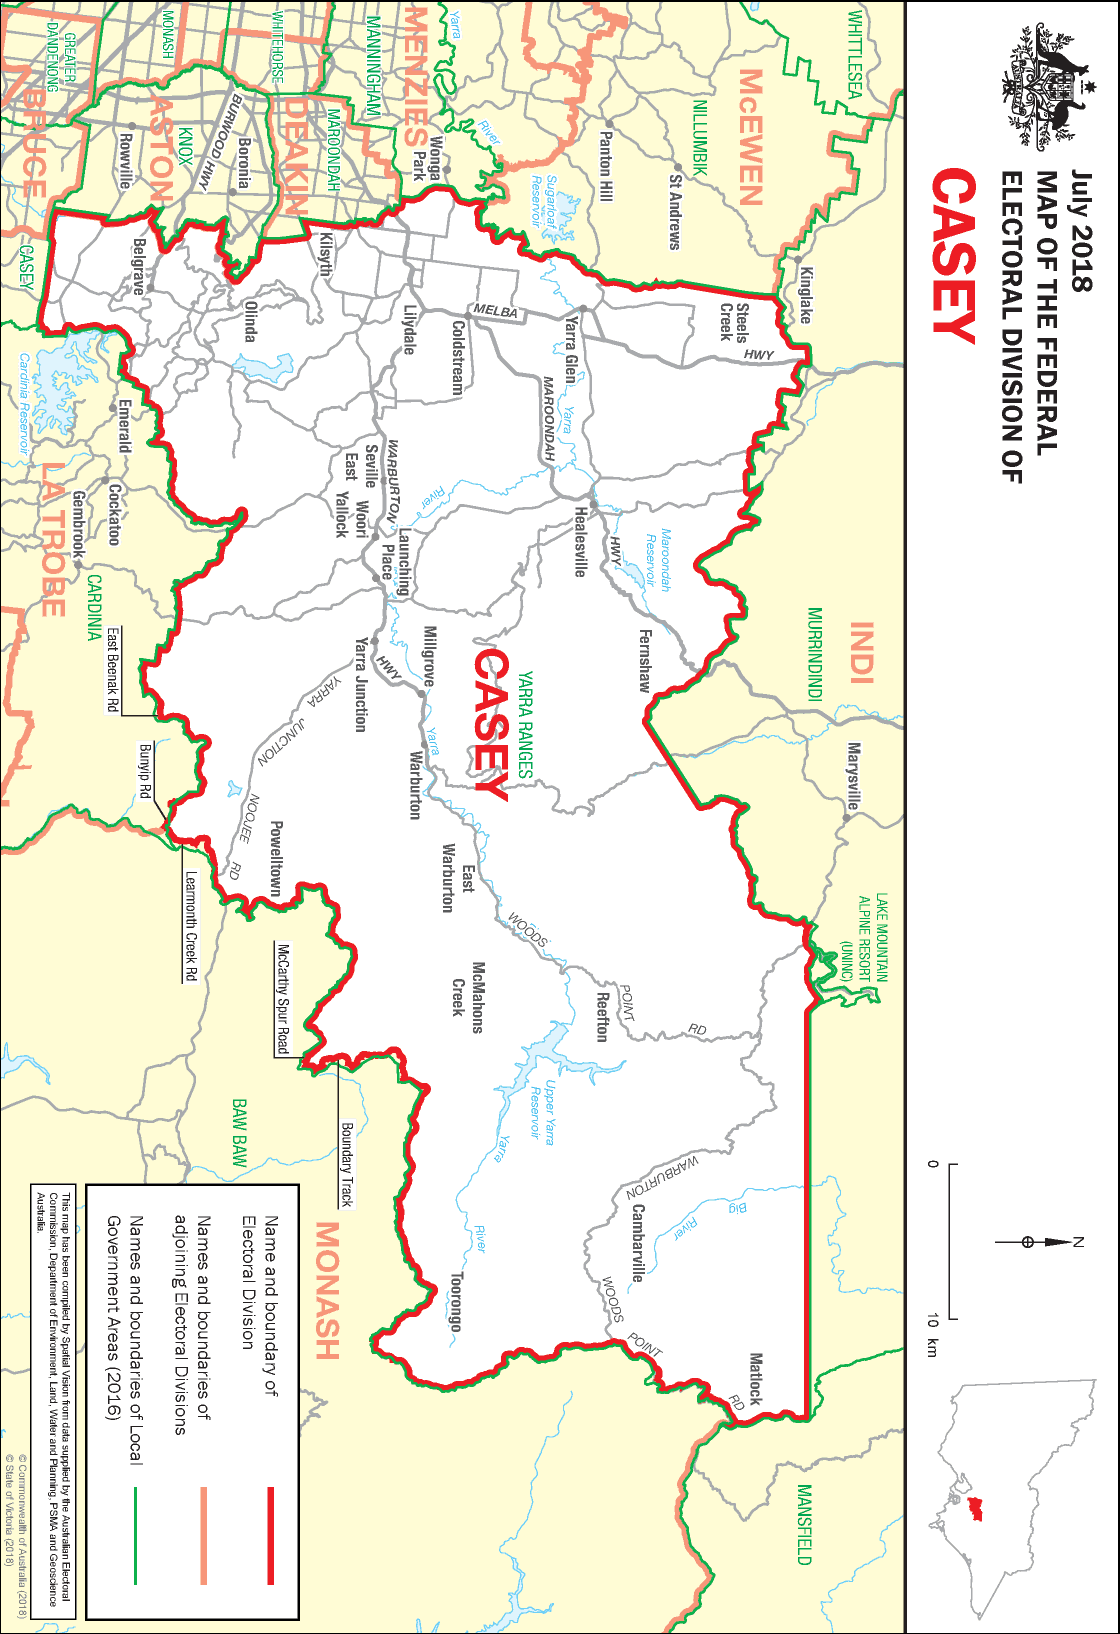 July 2018
MAP OF THE FEDERAL
ELECTORAL DIVISION OF
CASEY
0
10 km
N
WHITTLESEA
McEWEN
NILLUMBIK
Panton Hill
St Andrews
Kinglake
Steels
Creek
HWY
Sugarloaf
Reservoir
Yarra
River
MENZIES
MANNINGHAM
Wonga
Park
WHITEHORSE
MAROONDAH
DEAKIN
MONASH
BURWOOD HWY
Boronia
KNOX
ASTON
Rowville
GREATER
DANDENONG
BRUCE
CASEY
Belgrave
Kilsyth
Olinda
Lilydale
Coldstream
MELBA
Yarra Glen
MAROONDAH
Yarra
River
WARBURTON
Seville
East
Woori
Yallock
Launching
Place
Healesville
HWY
Maroondah
Reservoir
Fernshaw
INDI
MURRINDINDI
Marysville
LAKE MOUNTAIN
ALPINE RESORT
(UNINC)
Cardinia Reservoir
Emerald
Cockatoo
Gembrook
LA TROBE
CARDINIA
East Beenak Rd
Bunyip Rd
Learmonth Creek Rd
McCarthy Spur Road
Boundary Track
Yarra Junction
HWY
Millgrove
YARRA RANGES
CASEY
Yarra
Warburton
YARRA
JUNCTION
NOOJEE
RD
Powelltown
East
Warburton
WOODS
POINT
RD
McMahons
Creek
Reefton
Upper Yarra
Reservoir
Yarra
River
WARBURTON
Big
River
Cambarville
WOODS
POINT
RD
Toorongo
Matlock
MANSFIELD
BAW BAW
MONASH
Name and boundary of
Electoral Division
Names and boundaries of
adjoining Electoral Divisions
Names and boundaries of Local
Government Areas (2016)
This map has been compiled by Spatial Vision from data supplied by the Australian Electoral
Commission, Department of Environment, Land, Water and Planning, PSMA and Geoscience
Australia.
© Commonwealth of Australia (2018)
© State of Victoria (2018)